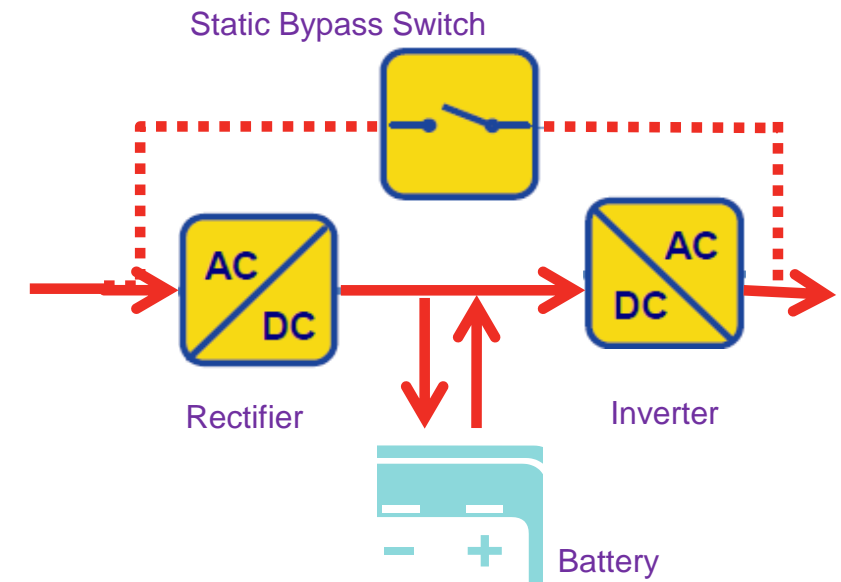 Static Bypass Switch
AC
DC
AC
DC
Rectifier
Inverter
Battery